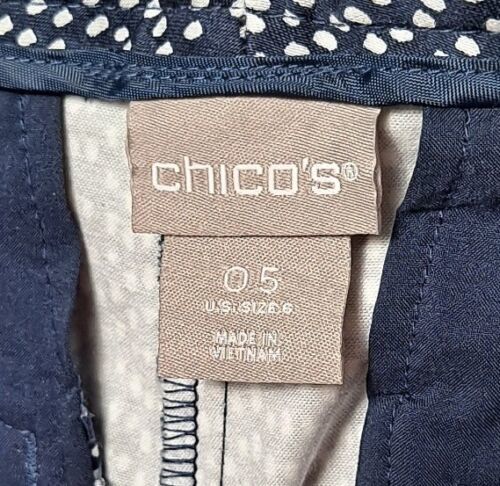 chico's®
0 5
U.S. SIZE 6
MADE IN
VIETNAM